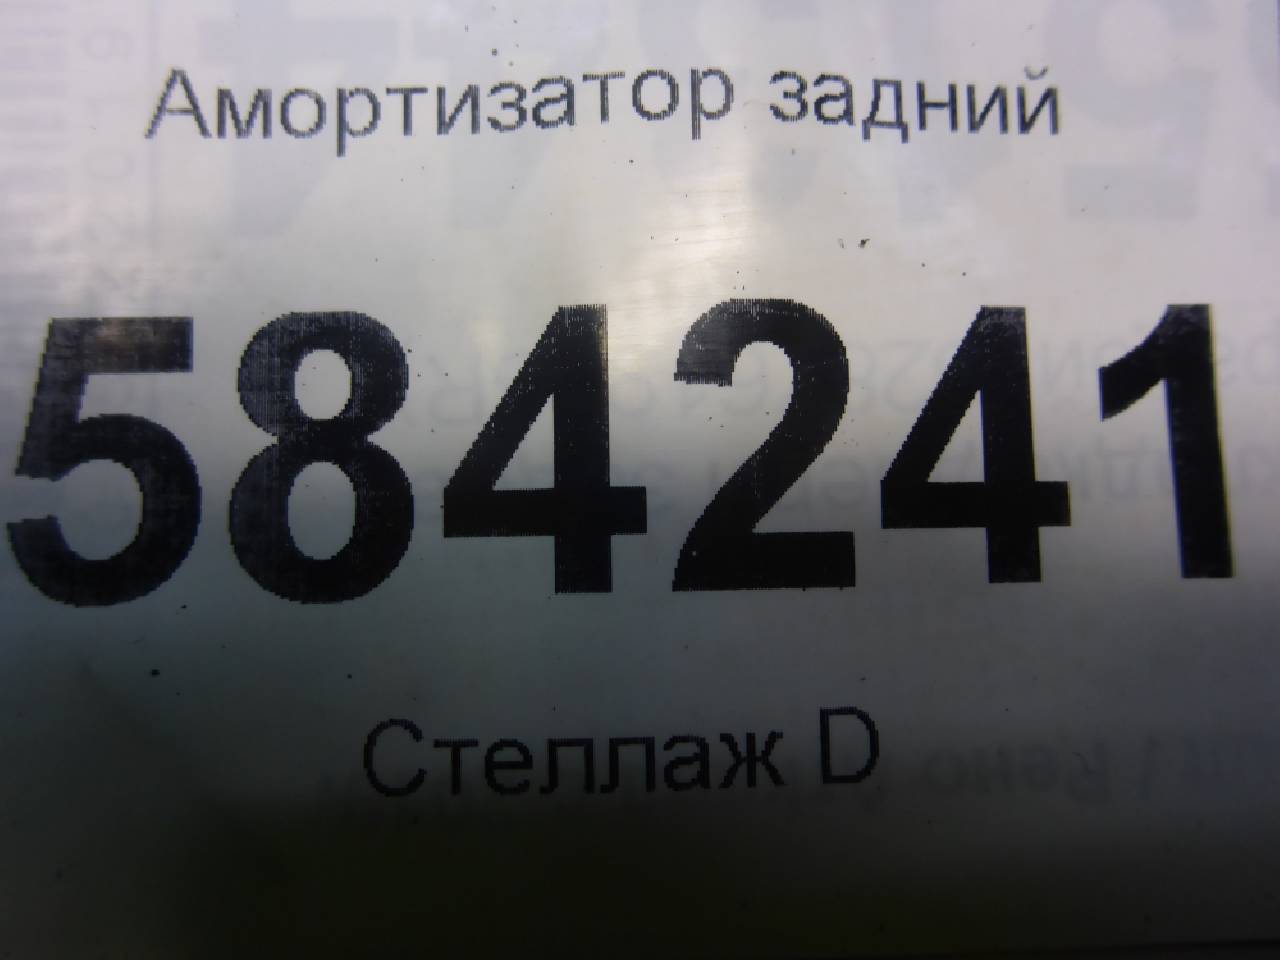 Амортизатор задний
584241
Стеллаж D